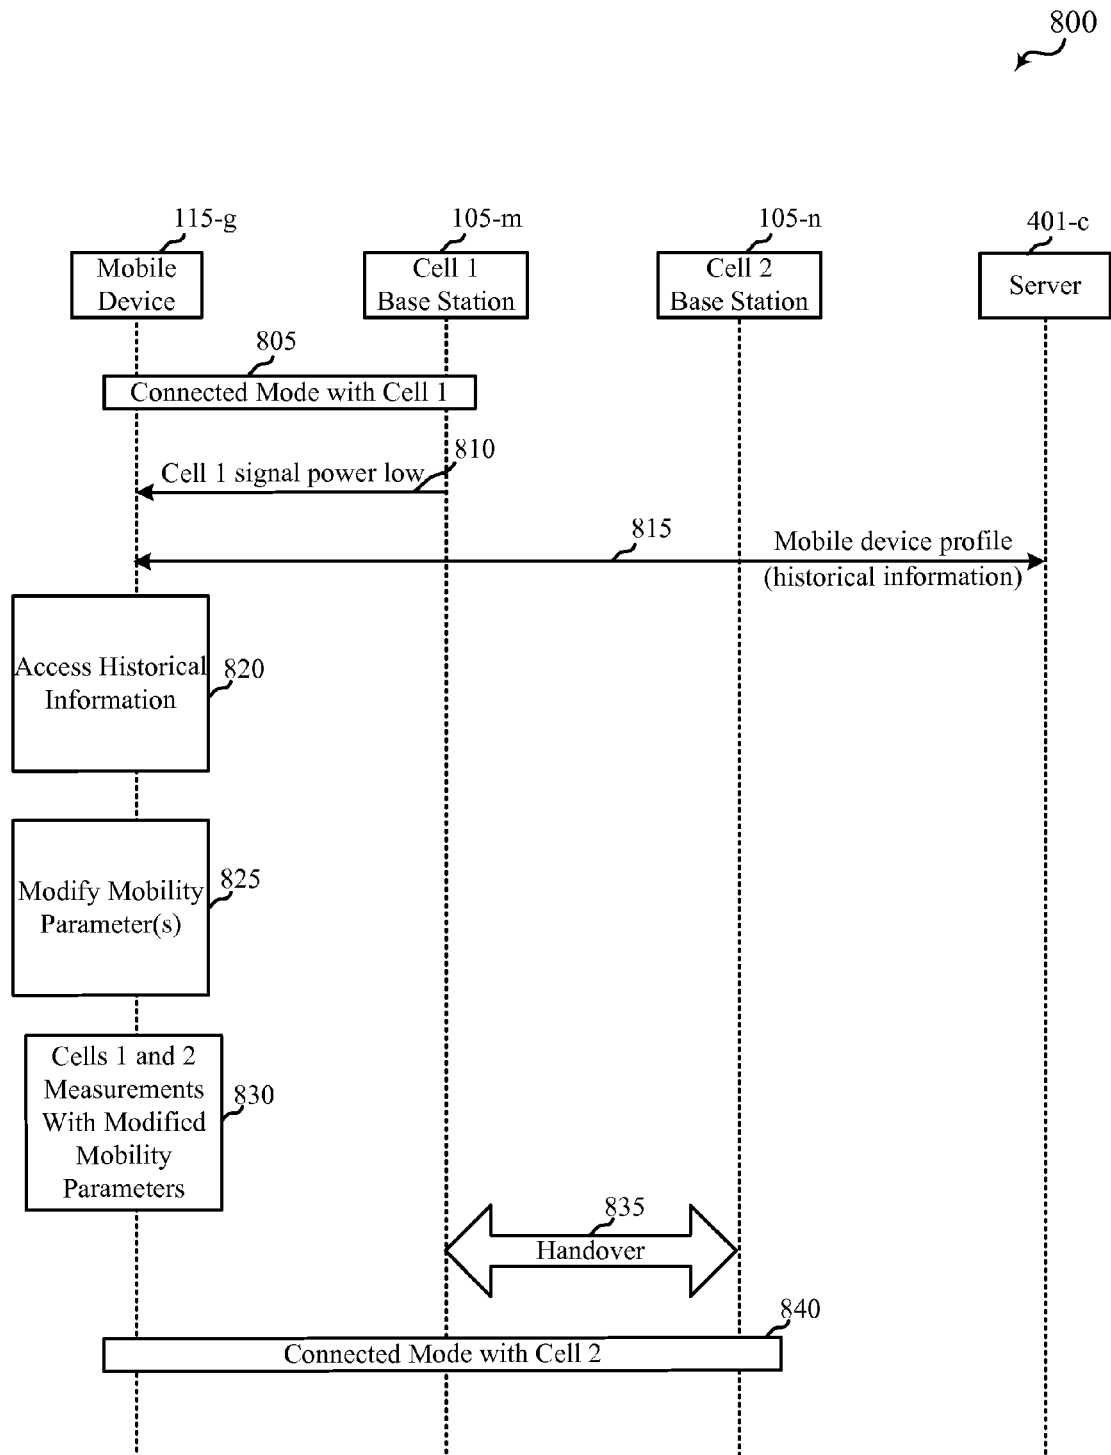 800
115-g
105-m
105-n
401-c
Mobile
Device
Cell 1
Base Station
Cell 2
Base Station
Server
805
Connected Mode with Cell 1
810
Cell 1 signal power low
815
Mobile device profile
(historical information)
Access Historical
Information
820
Modify Mobility
Parameter(s)
825
Cells 1 and 2
Measurements
With Modified
Mobility
Parameters
830
835
Handover
840
Connected Mode with Cell 2